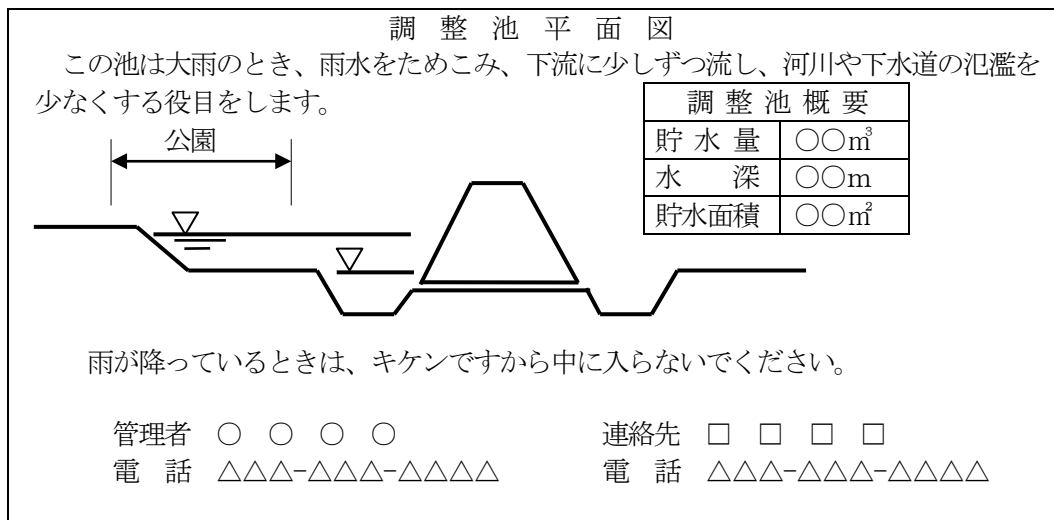 調 整 池 平 面 図
この池は大雨のとき、雨水をためこみ、下流に少しずつ流し、河川や下水道の氾濫を
少なくする役目をします。
調 整 池 概 要
貯 水 量 ○○㎥
水 深 ○○m
貯水面積 ○○㎡
公園
雨が降っているときは、キケンですから中に入らないでください。
管理者 ○ ○ ○ ○ 連絡先 □ □ □ □
電 話 △△△-△△△-△△△△ 電 話 △△△-△△△-△△△△